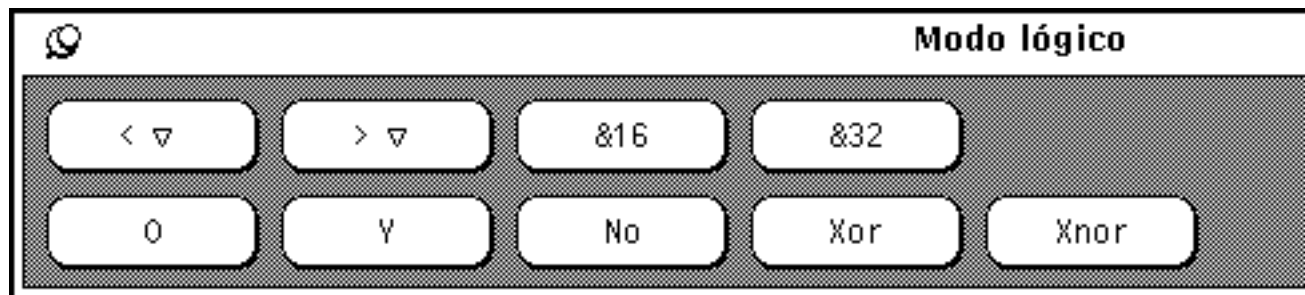 Modo lógico
< ▽ > ▽ &16 &32
O Y No Xor Xnor